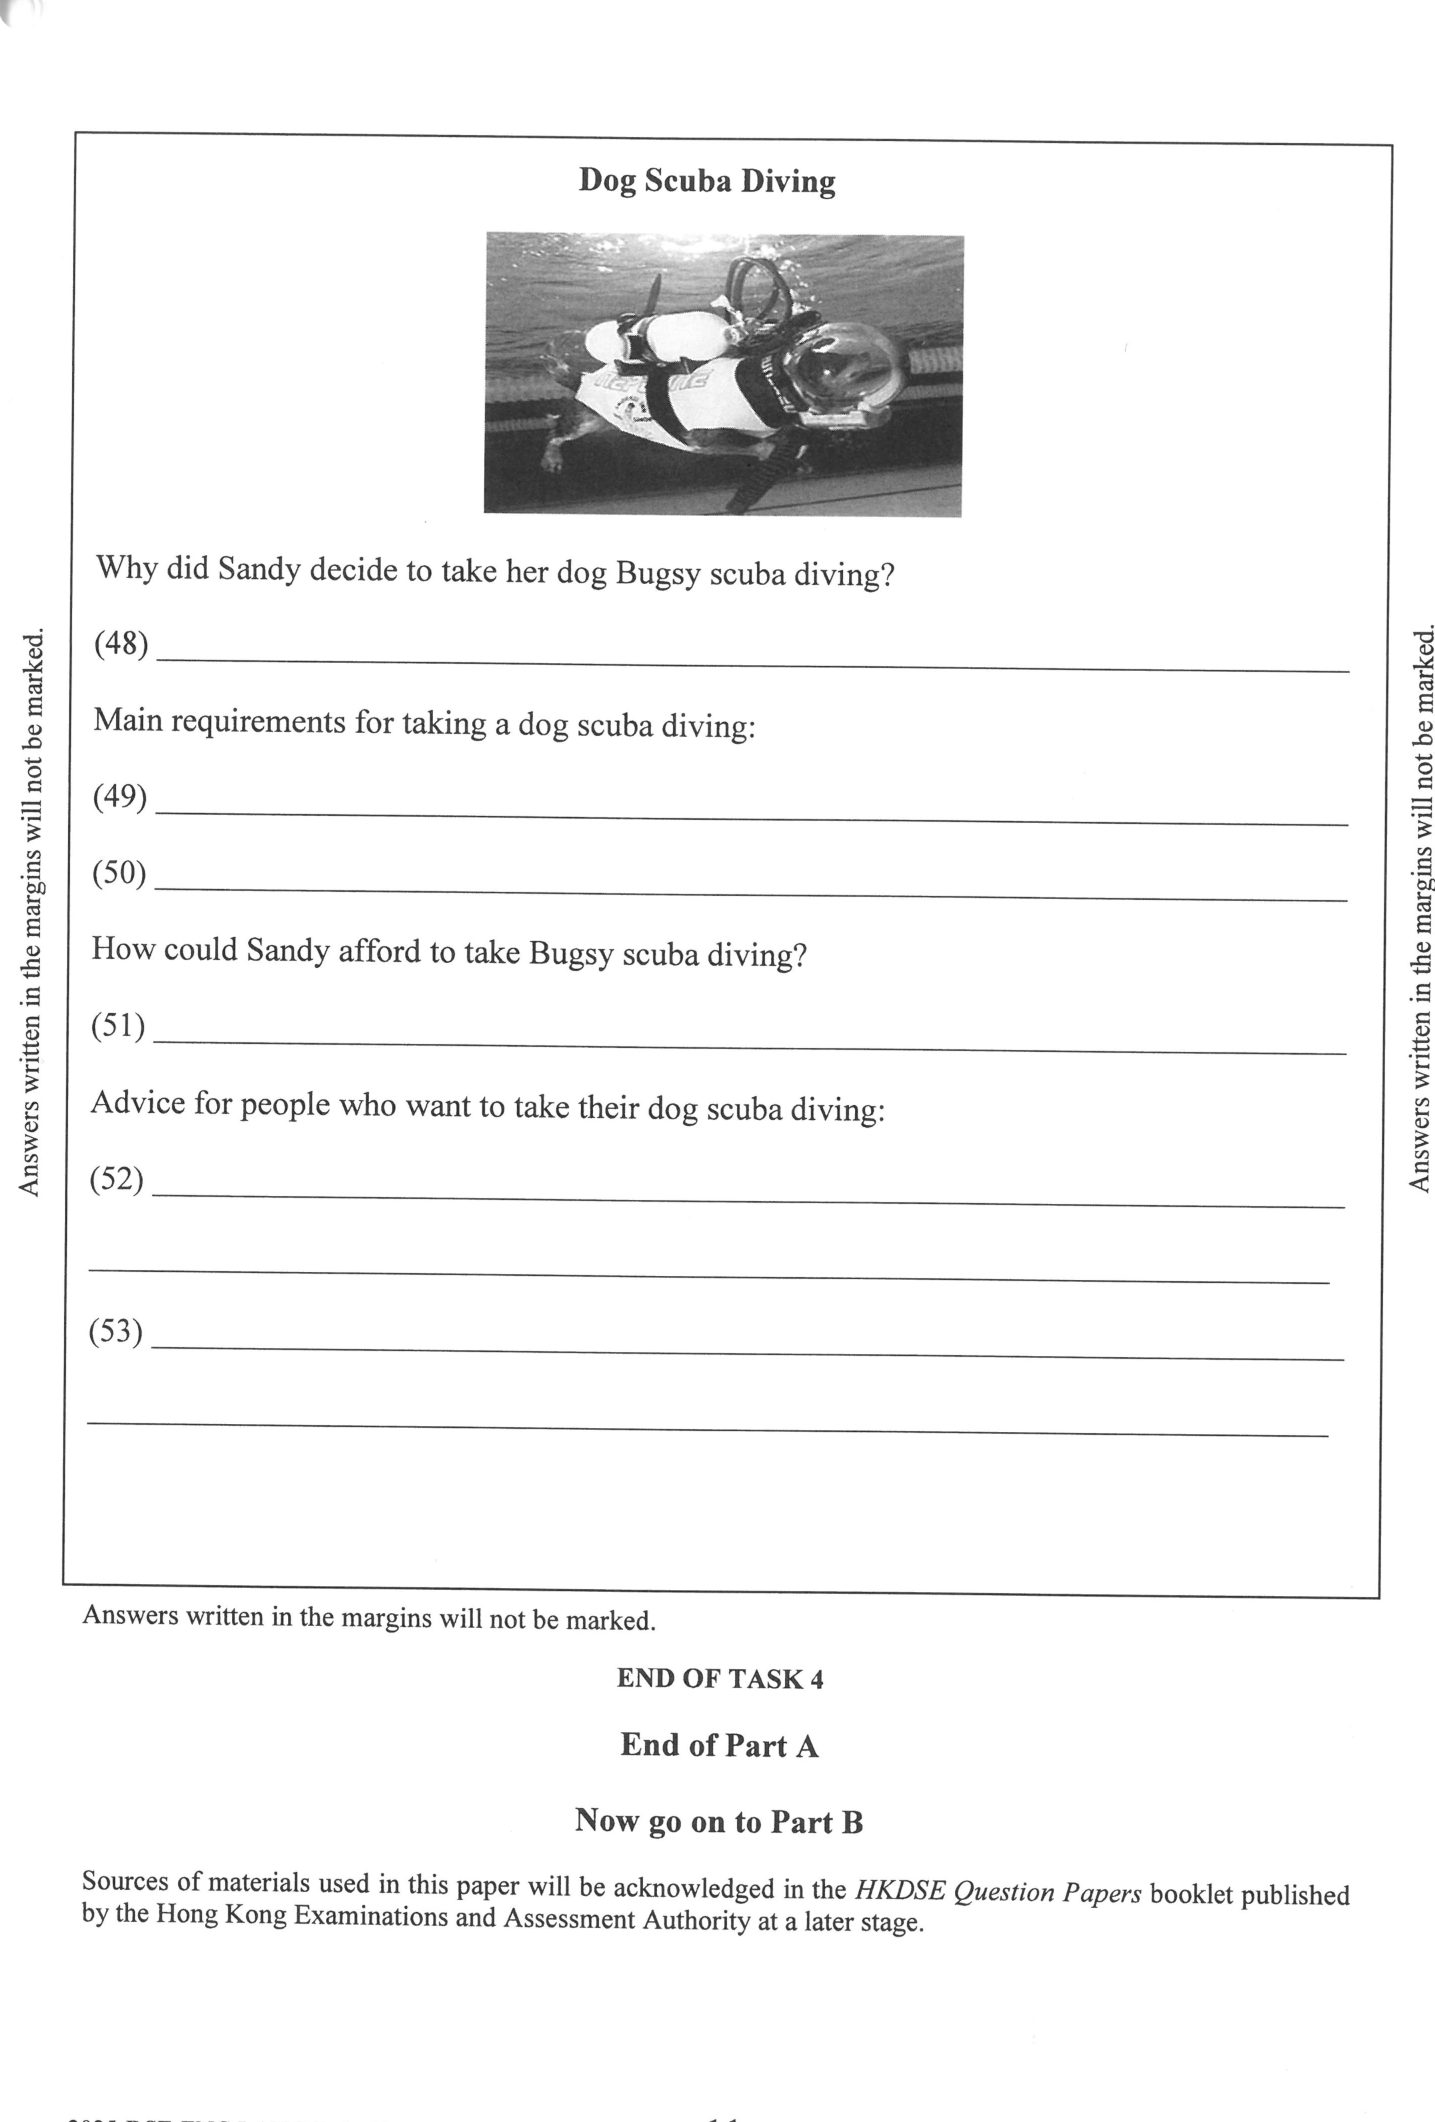 Dog Scuba Diving
Why did Sandy decide to take her dog Bugsy scuba diving?
(48)
Main requirements for taking a dog scuba diving:
(49)
(50)
How could Sandy afford to take Bugsy scuba diving?
(51)
Advice for people who want to take their dog scuba diving:
(52)
(53)
Answers written in the margins will not be marked.
Answers written in the margins will not be marked.
Answers written in the margins will not be marked.
END OF TASK 4
End of Part A
Now go on to Part B
Sources of materials used in this paper will be acknowledged in the HKDSE Question Papers booklet published
by the Hong Kong Examinations and Assessment Authority at a later stage.